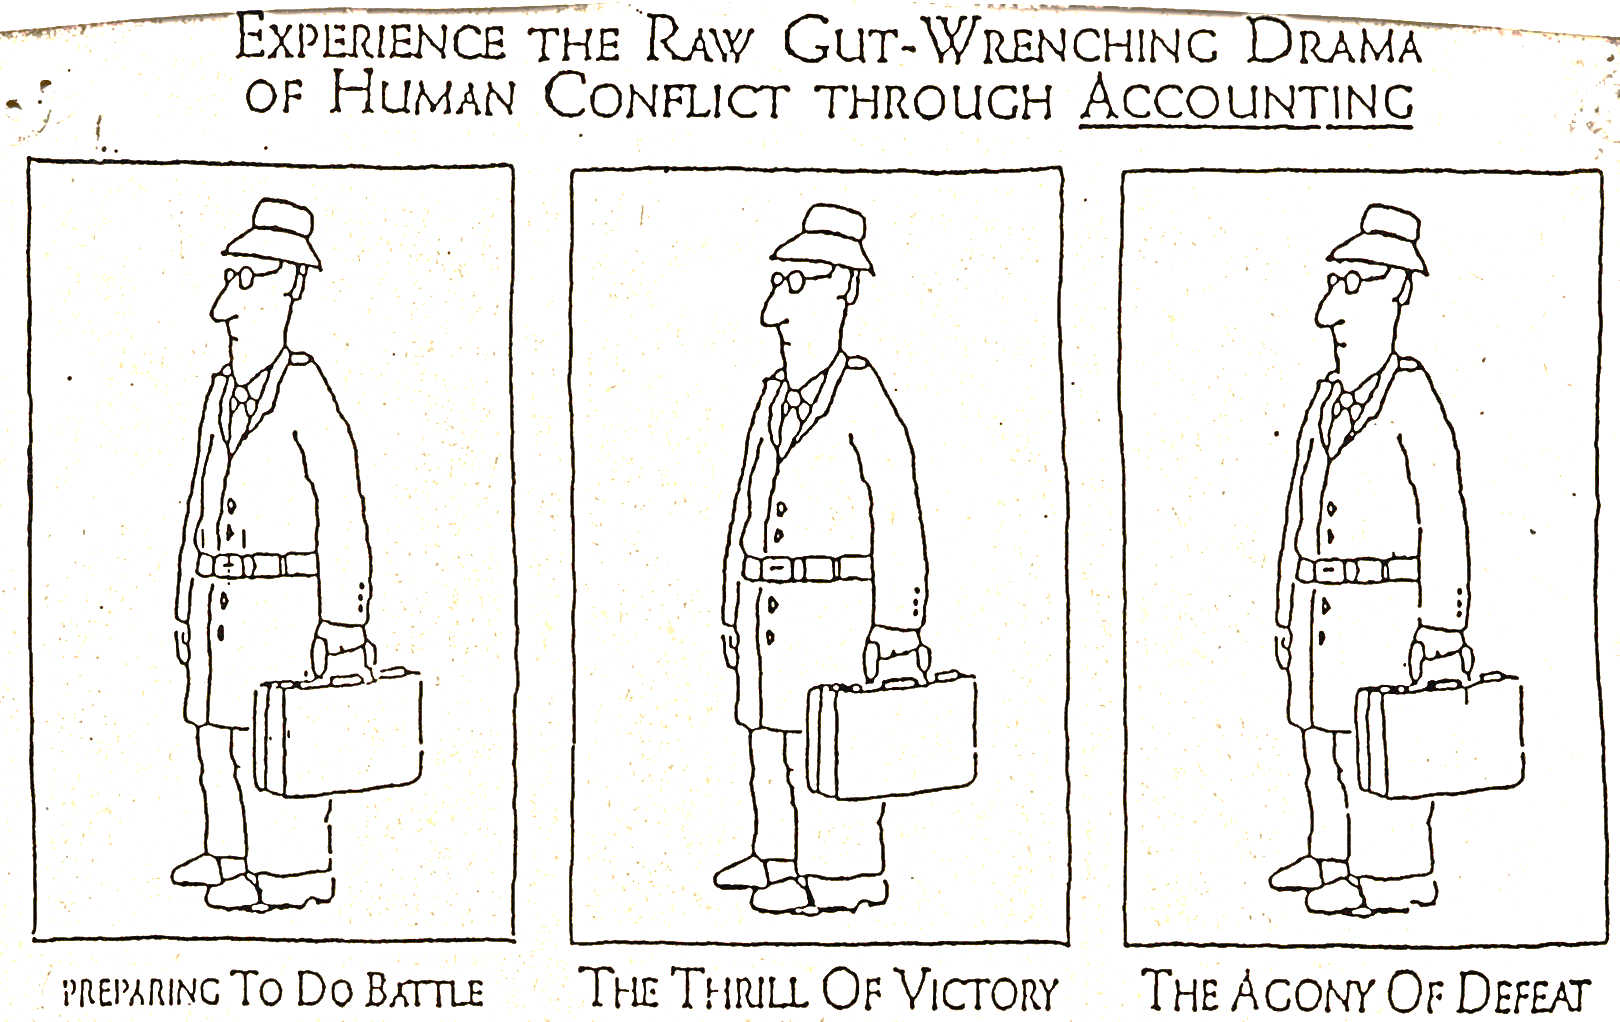 EXPERIENCE THE RAW GUT-WRENCHING DRAMA
OF HUMAN CONFLICT THROUGH ACCOUNTING
PREPARING TO DO BATTLE
THE THRILL OF VICTORY
THE AGONY OF DEFEAT